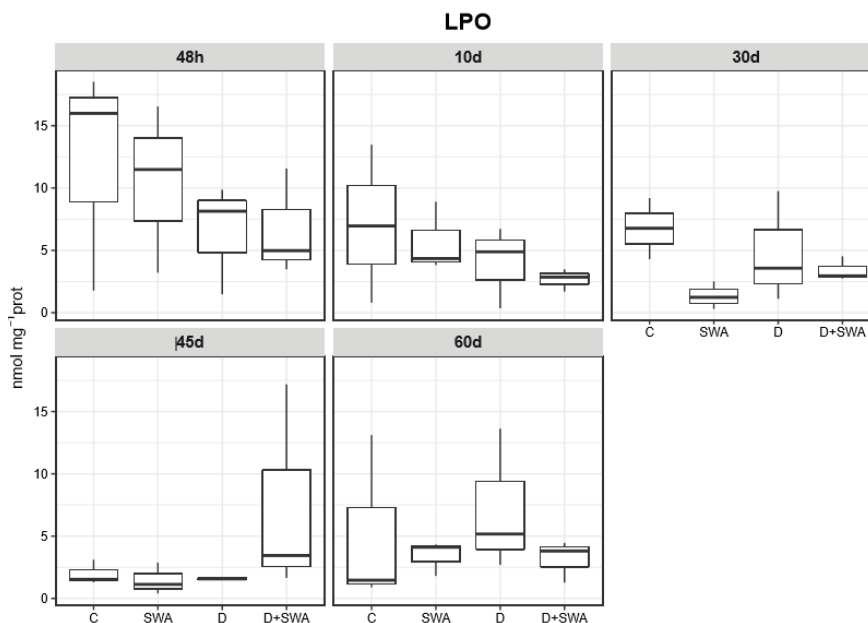 LPO
48h 10d 30d
15
10
5
0
C SWA D D+SWA
nmol mg⁻¹prot
|45d 60d
15
10
5
0
C SWA D D+SWA C SWA D D+SWA